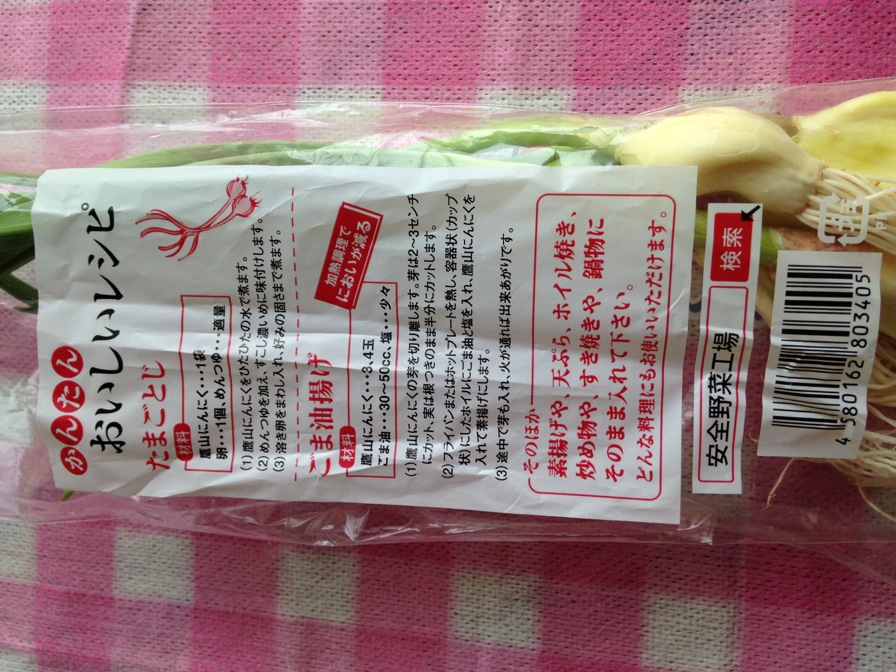 かんたん
おいしいレシピ
たまごとじ
材料
鷹山にんにく・・・1袋
卵・・・1個、めんつゆ・・・適量
(1)鷹山にんにくをひたひたの水で煮ます。
(2)めんつゆを加え、すこし濃いめに味付けします。
(3)溶き卵をまわし入れ、好みの固さまで煮ます。
ごま油揚げ
加熱調理で
においが減る
材料
鷹山にんにく・・・3,4玉
ごま油・・・30〜50cc、塩・・・少々
(1)鷹山にんにくの芽を切り離します。芽は2〜3センチ
にカット、実は根つきのまま半分にカットします。
(2)フライパンまたはホットプレートを熱し、容器状(カップ
状)にしたホイルにごま油と塩を入れ、鷹山にんにくを
入れて素揚げにします。
(3)途中で芽も入れ、火が通れば出来あがりです。
そのほか
素揚げや、天ぷら、ホイル焼き、
炒め物や、すき焼きや、鍋物に
そのまま入れて下さい。
どんな料理にもお使いいただけます。
安全野菜工場 検索
プラ
PP
4 580162 803405